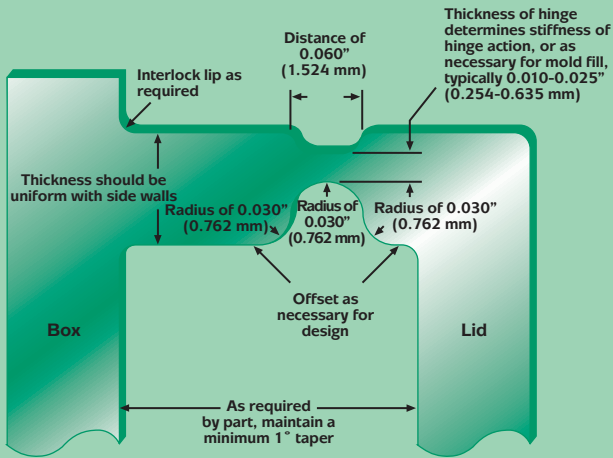 Thickness of hinge
determines stiffness of
hinge action, or as
necessary for mold fill,
typically 0.010-0.025"
(0.254-0.635 mm)
Distance of
0.060"
(1.524 mm)
Interlock lip as
required
Thickness should be
uniform with side walls
Radius of 0.030"
(0.762 mm)
Radius of
0.030"
(0.762 mm)
Radius of 0.030"
(0.762 mm)
Offset as
necessary for
design
Box
Lid
As required
by part, maintain a
minimum 1˚ taper